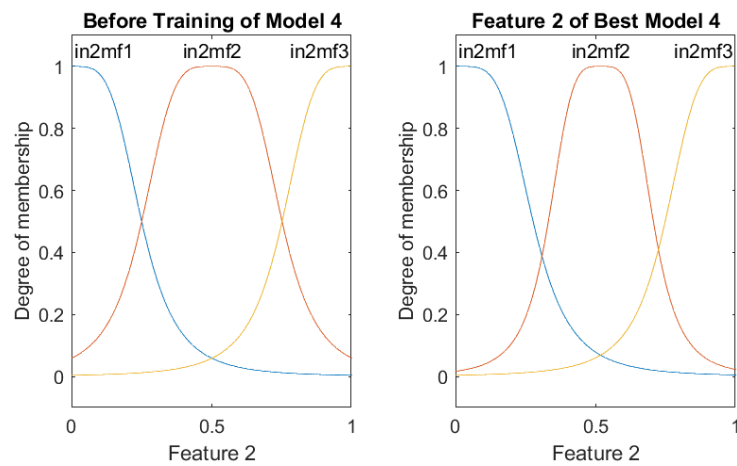 Before Training of Model 4
in2mf1 in2mf2 in2mf3
1
0.8
0.6
0.4
0.2
0
Degree of membership
0 0.5 1
Feature 2
Feature 2 of Best Model 4
in2mf1 in2mf2 in2mf3
1
0.8
0.6
0.4
0.2
0
Degree of membership
0 0.5 1
Feature 2